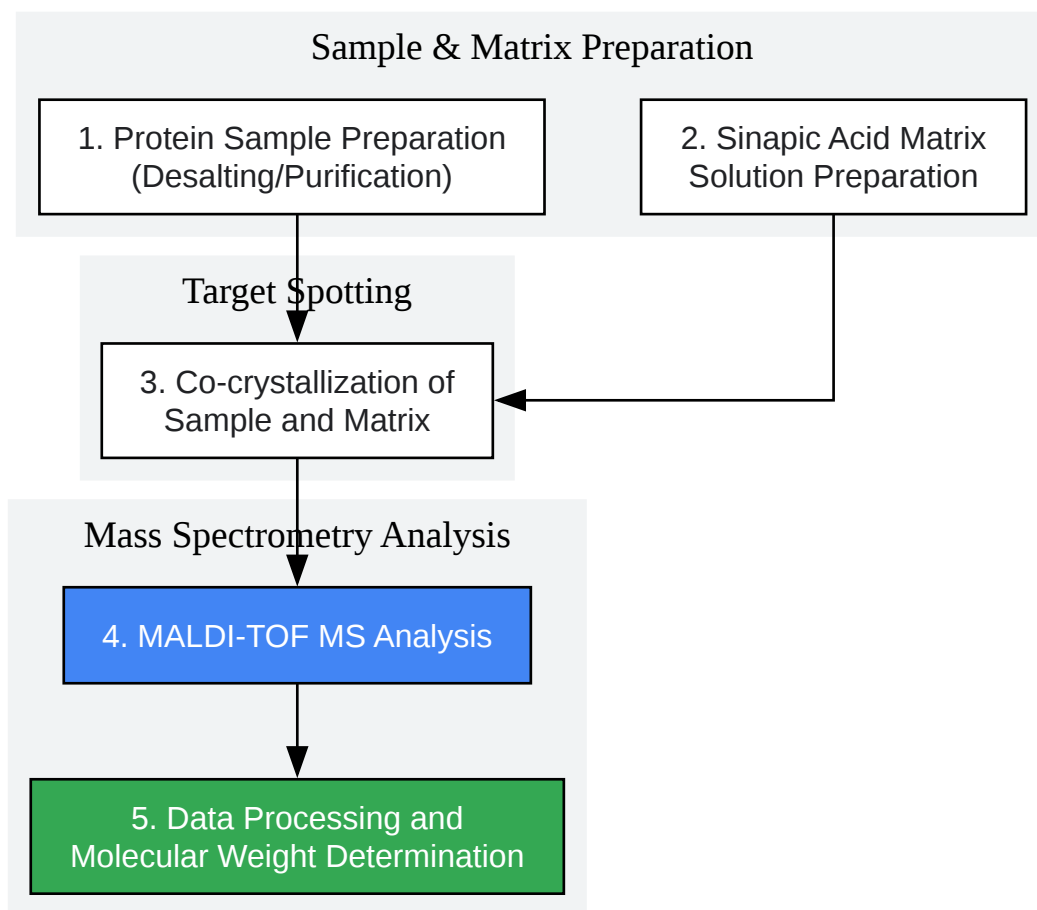 Sample & Matrix Preparation
1. Protein Sample Preparation
(Desalting/Purification)
2. Sinapic Acid Matrix
Solution Preparation
Target Spotting
3. Co-crystallization of
Sample and Matrix
Mass Spectrometry Analysis
4. MALDI-TOF MS Analysis
5. Data Processing and
Molecular Weight Determination